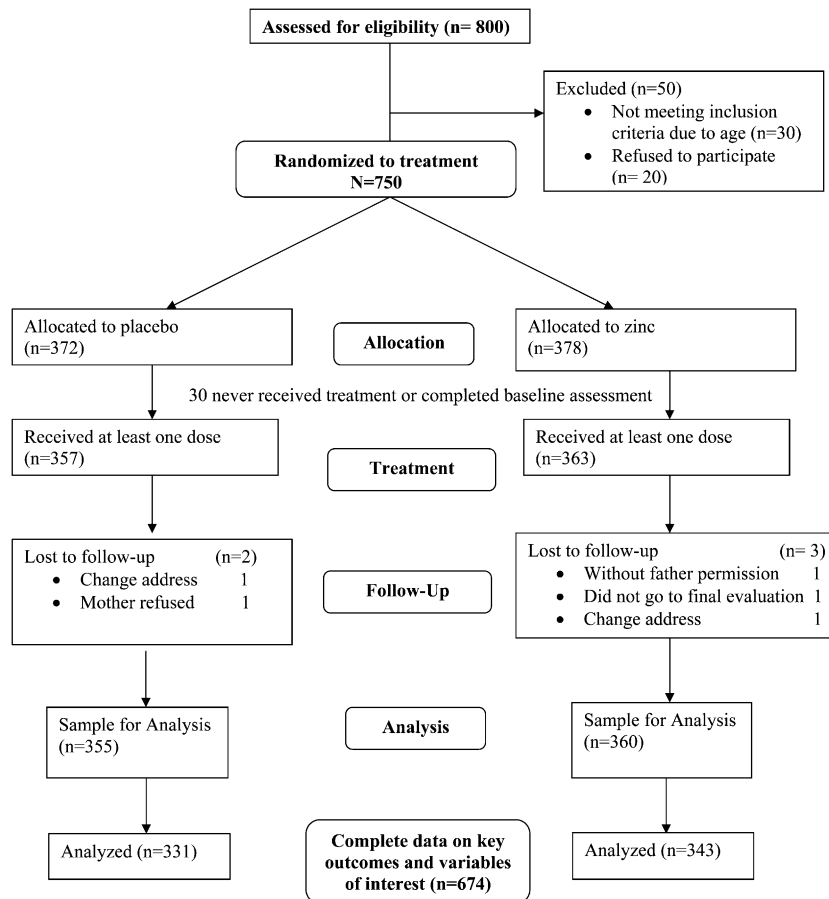 Assessed for eligibility (n= 800)
Excluded (n=50)
• Not meeting inclusion
criteria due to age (n=30)
• Refused to participate
(n= 20)
Randomized to treatment
N=750
Allocated to placebo
(n=372)
Allocation
Allocated to zinc
(n=378)
30 never received treatment or completed baseline assessment
Received at least one dose
(n=357)
Treatment
Received at least one dose
(n=363)
Lost to follow-up (n=2)
• Change address 1
• Mother refused 1
Follow-Up
Lost to follow-up (n= 3)
• Without father permission 1
• Did not go to final evaluation 1
• Change address 1
Sample for Analysis
(n=355)
Analysis
Sample for Analysis
(n=360)
Analyzed (n=331)
Complete data on key
outcomes and variables
of interest (n=674)
Analyzed (n=343)